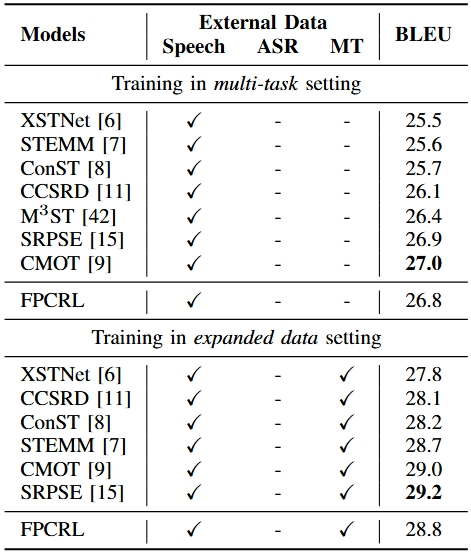 Models External Data BLEU
Speech ASR MT
Training in multi-task setting
XSTNet [6] ✓ - - 25.5
STEMM [7] ✓ - - 25.6
ConST [8] ✓ - - 25.7
CCSRD [11] ✓ - - 26.1
M³ST [42] ✓ - - 26.4
SRPSE [15] ✓ - - 26.9
CMOT [9] ✓ - - 27.0
FPCRL ✓ - - 26.8
Training in expanded data setting
XSTNet [6] ✓ - ✓ 27.8
CCSRD [11] ✓ - ✓ 28.1
ConST [8] ✓ - ✓ 28.2
STEMM [7] ✓ - ✓ 28.7
CMOT [9] ✓ - ✓ 29.0
SRPSE [15] ✓ - ✓ 29.2
FPCRL ✓ - ✓ 28.8